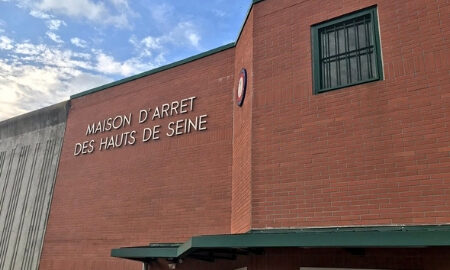 MAISON D'ARRET
DES HAUTS DE SEINE